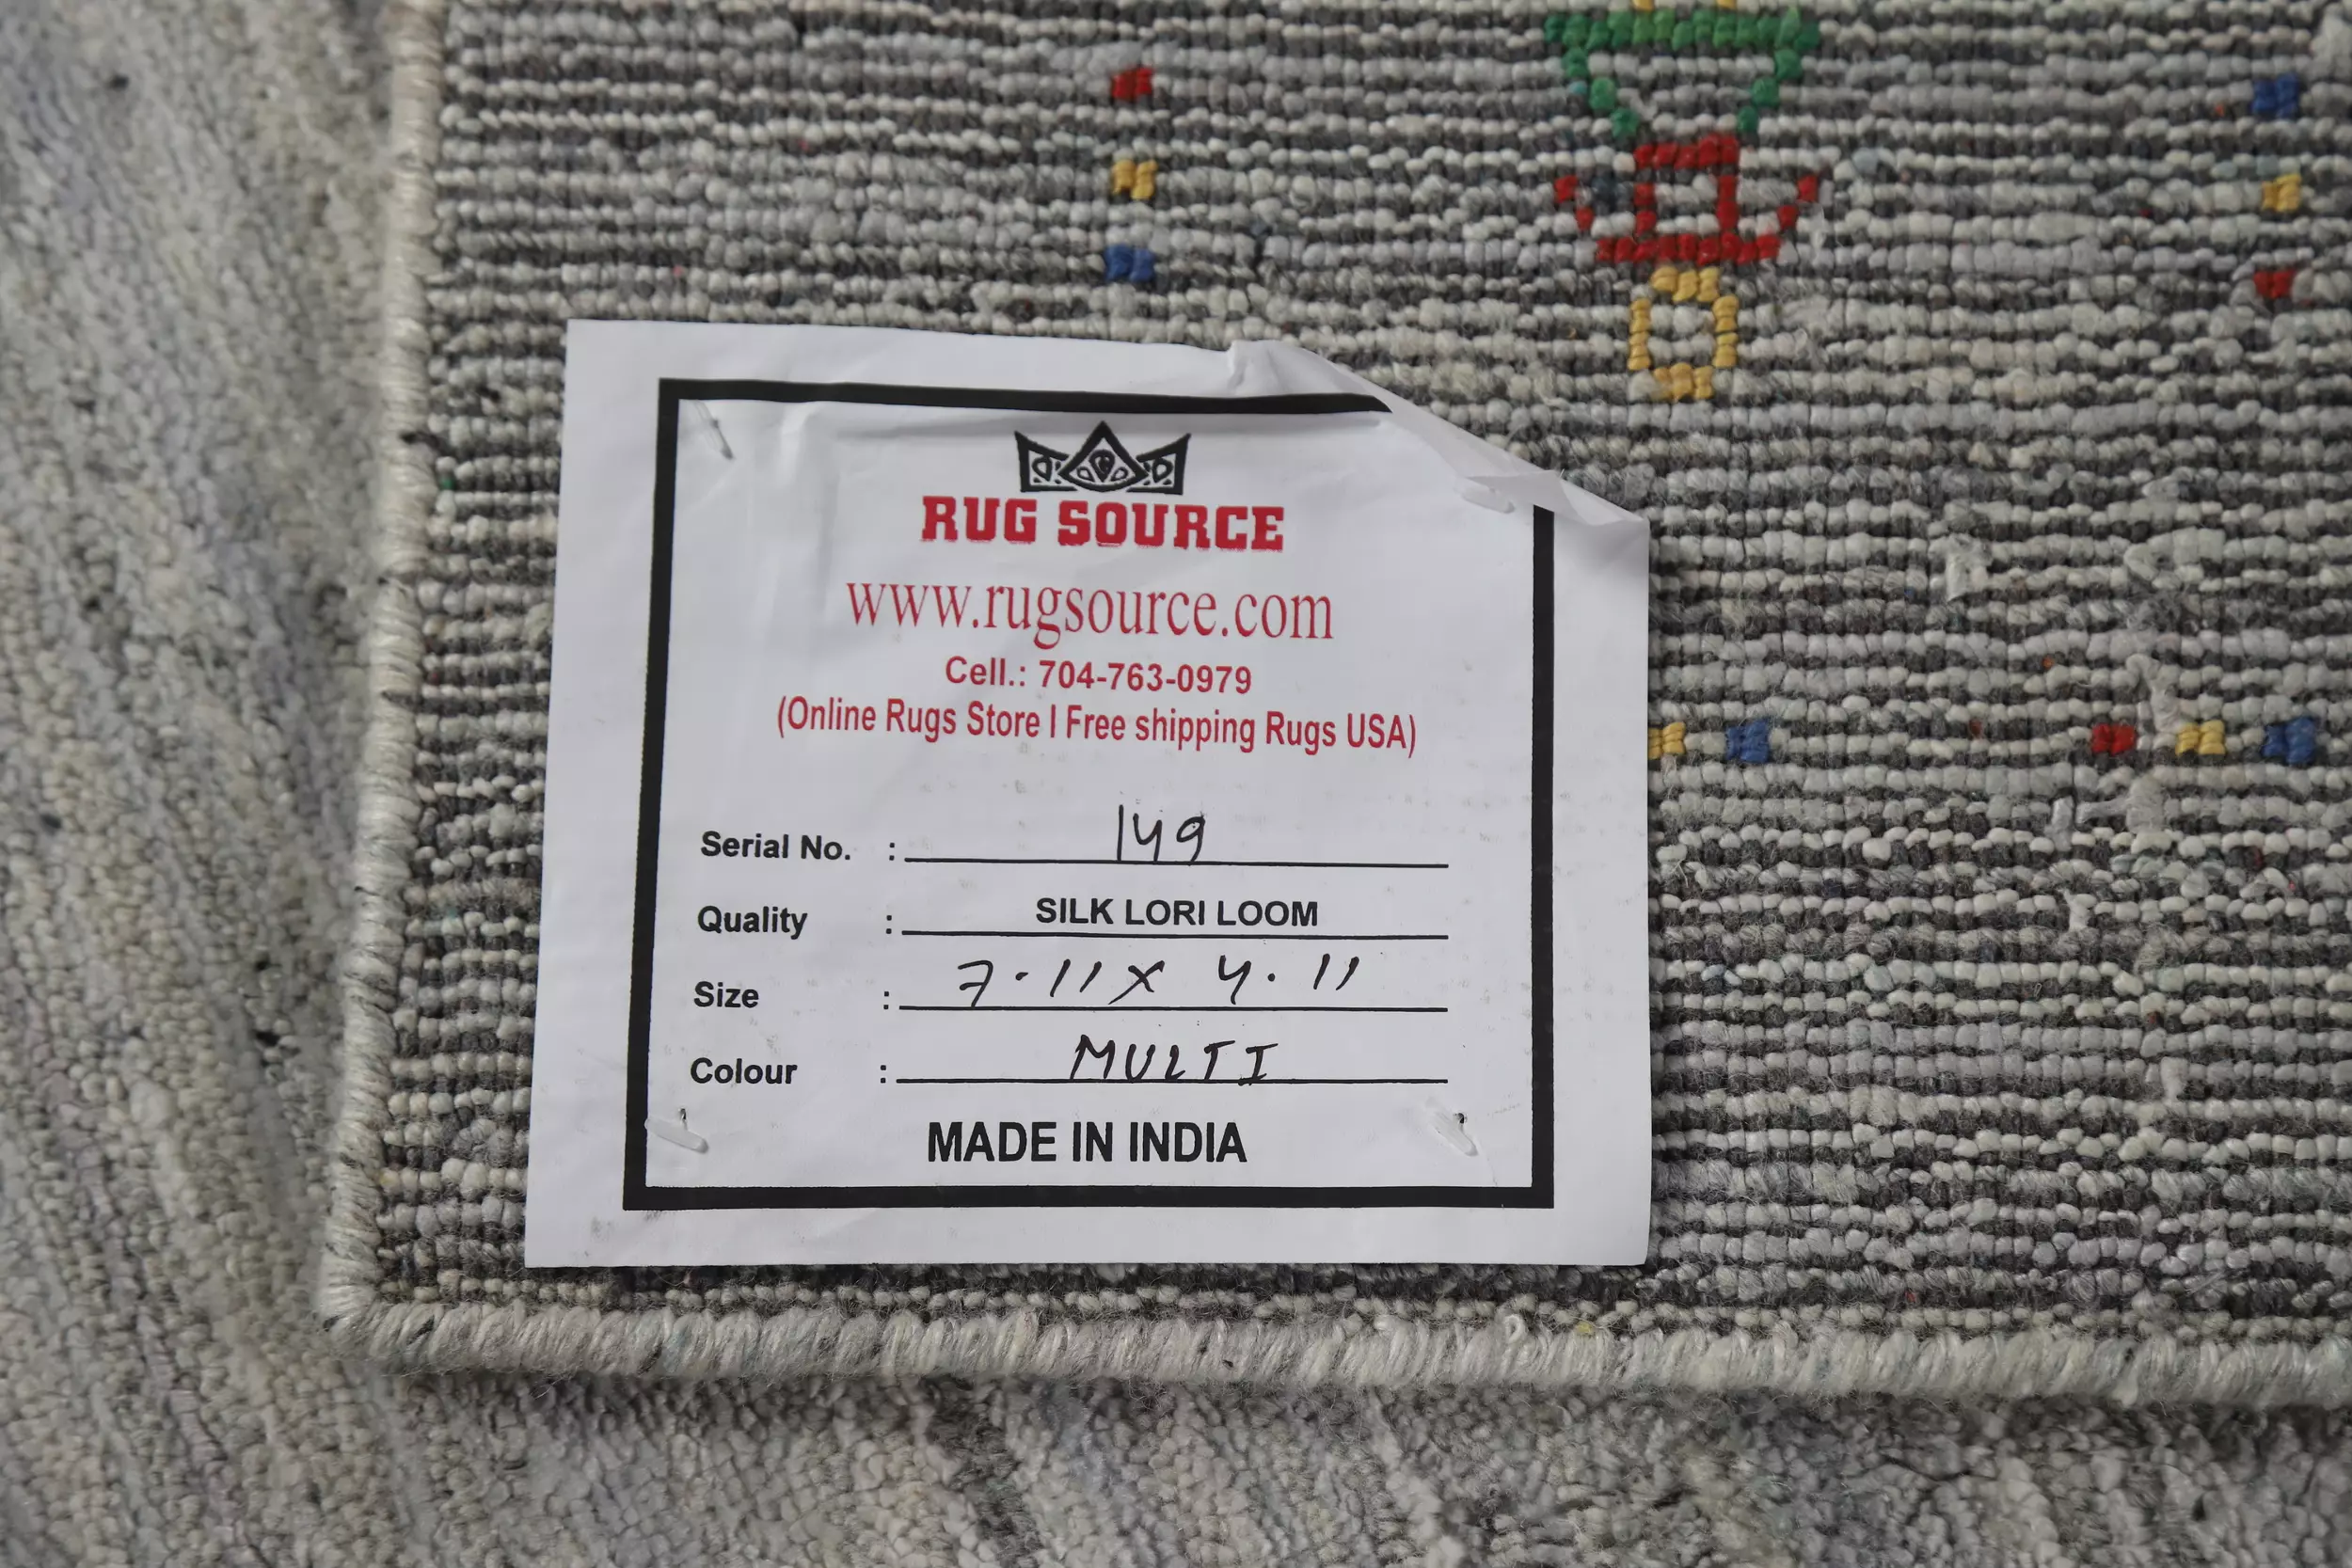 RUG SOURCE
www.rugsource.com
Cell.: 704-763-0979
(Online Rugs Store I Free shipping Rugs USA)
Serial No. : 149
Quality : SILK LORI LOOM
Size : 7.11 x 4.11
Colour : MULTI
MADE IN INDIA